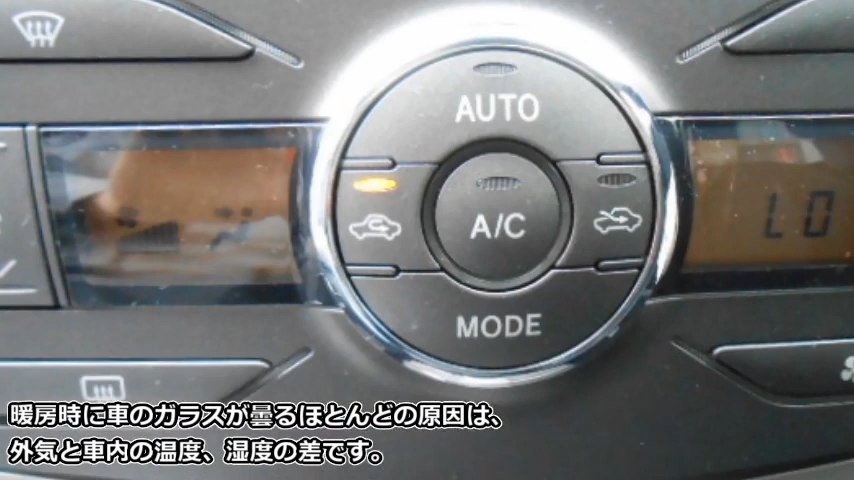 AUTO
A/C
LO
MODE
暖房時に車のガラスが曇るほとんどの原因は、
外気と車内の温度、湿度の差です。